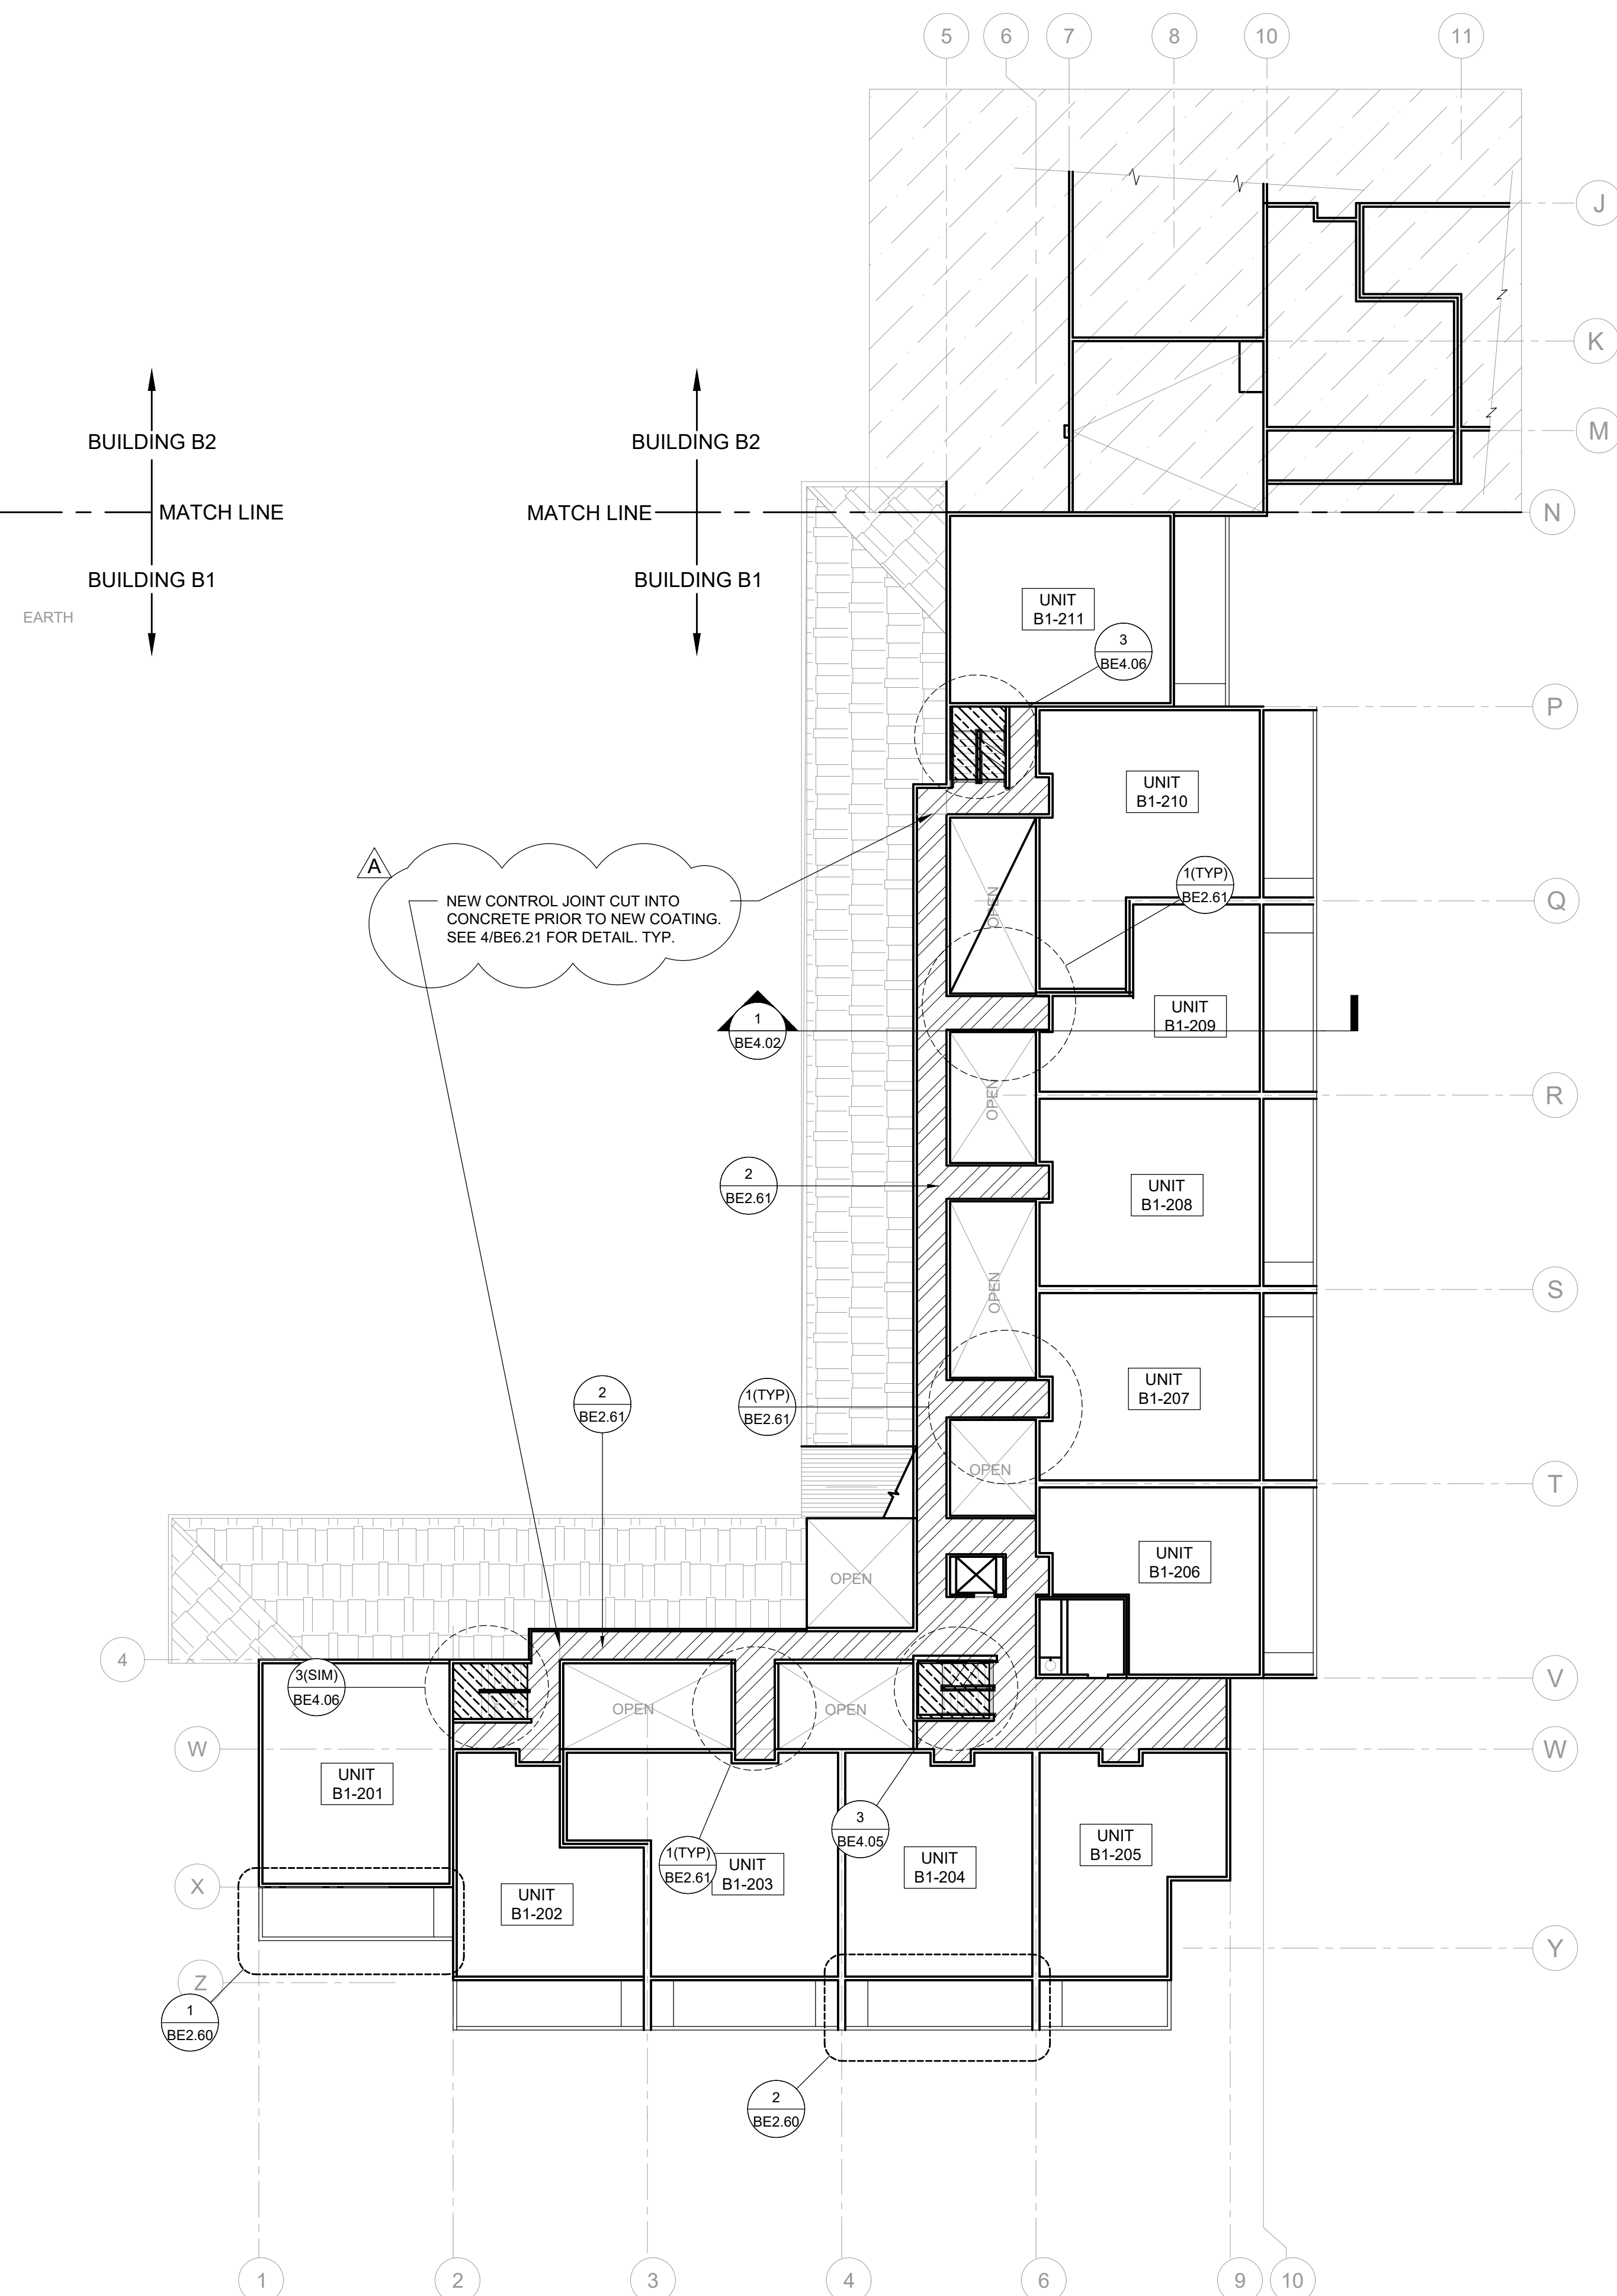 5
6
7
8
10
11
J
K
BUILDING B2
BUILDING B2
M
MATCH LINE
MATCH LINE
N
BUILDING B1
BUILDING B1
EARTH
UNIT
B1-211
3
BE4.06
P
UNIT
B1-210
A
NEW CONTROL JOINT CUT INTO
CONCRETE PRIOR TO NEW COATING.
SEE 4/BE6.21 FOR DETAIL. TYP.
1(TYP)
BE2.61
OPEN
Q
1
BE4.02
UNIT
B1-209
OPEN
R
2
BE2.61
UNIT
B1-208
OPEN
S
2
BE2.61
1(TYP)
BE2.61
UNIT
B1-207
OPEN
T
OPEN
UNIT
B1-206
4
3(SIM)
BE4.06
OPEN
OPEN
V
W
W
UNIT
B1-201
3
BE4.05
1(TYP)
BE2.61
UNIT
B1-202
UNIT
B1-203
UNIT
B1-204
UNIT
B1-205
X
Y
Z
1
BE2.60
2
BE2.60
1
2
3
4
6
9
10